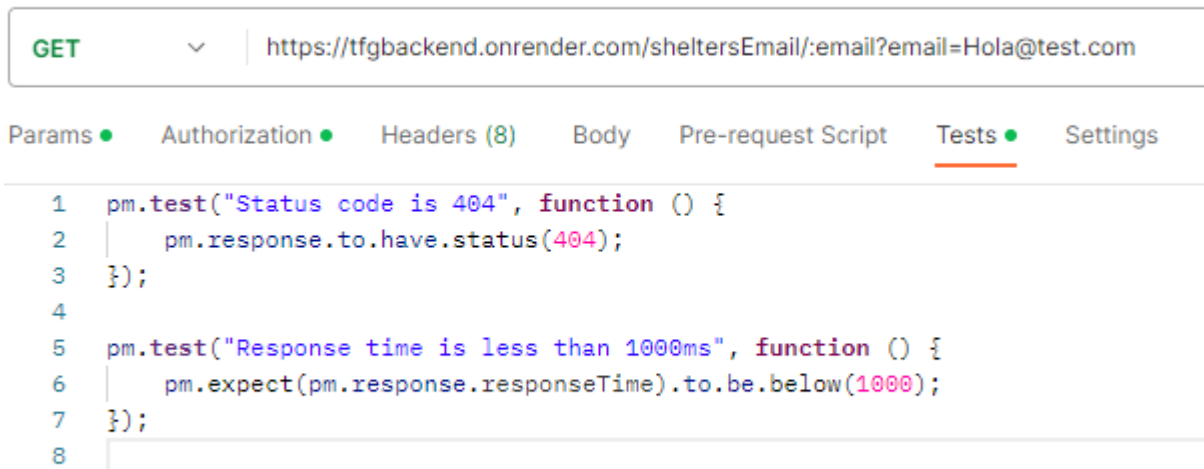 GET https://tfgbackend.onrender.com/sheltersEmail/:email?email=Hola@test.com
Params Authorization Headers (8) Body Pre-request Script Tests Settings
1 pm.test("Status code is 404", function () {
2 pm.response.to.have.status(404);
3 });
4
5 pm.test("Response time is less than 1000ms", function () {
6 pm.expect(pm.response.responseTime).to.be.below(1000);
7 });
8